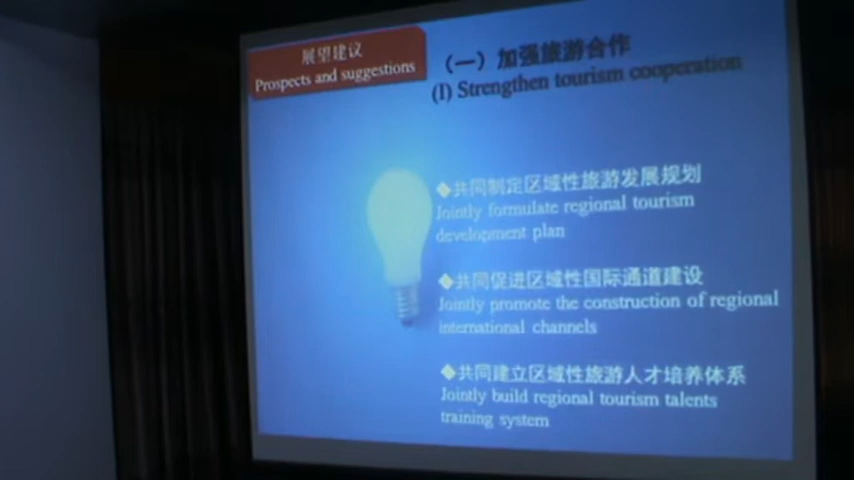 展望建议
Prospects and suggestions
（一）加强旅游合作
(I) Strengthen tourism cooperation
◆共同制定区域性旅游发展规划
Jointly formulate regional tourism
development plan
◆共同促进区域性国际通道建设
Jointly promote the construction of regional
international channels
◆共同建立区域性旅游人才培养体系
Jointly build regional tourism talents
training system